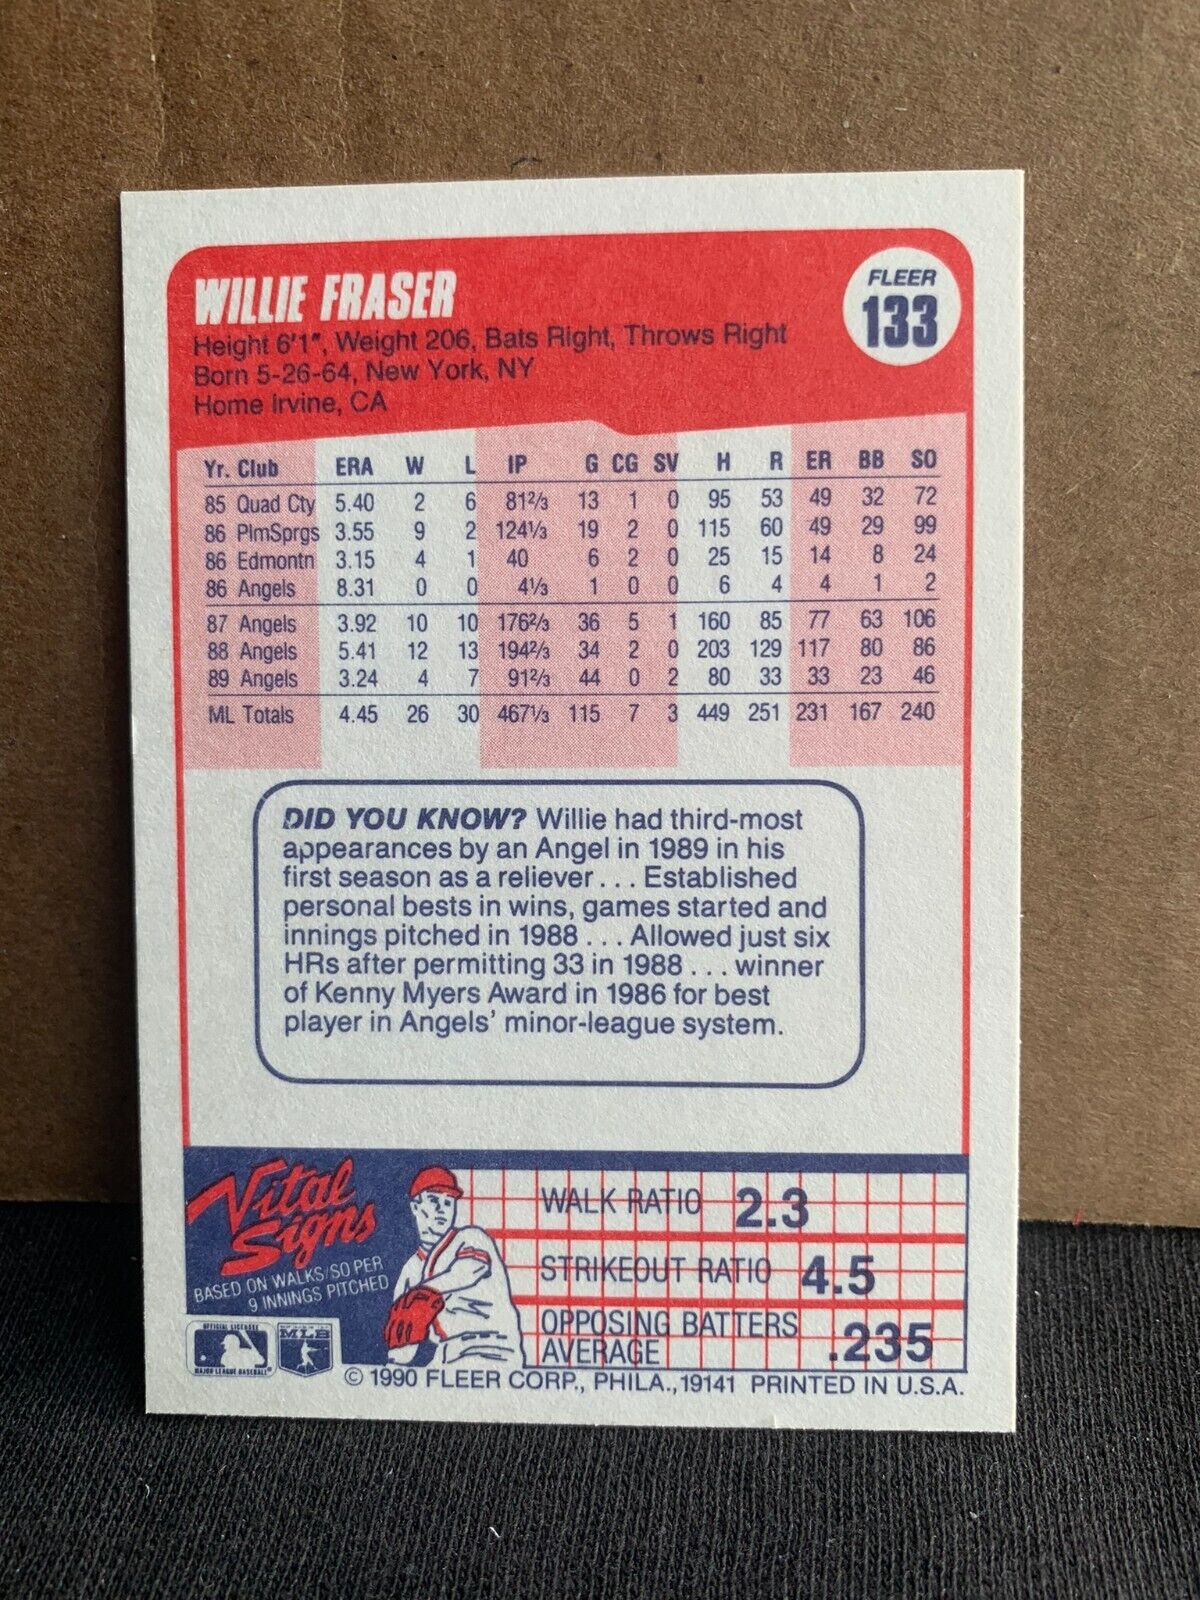 WILLIE FRASER
FLEER
133
Height 6'1", Weight 206, Bats Right, Throws Right
Born 5-26-64, New York, NY
Home Irvine, CA
Yr. Club ERA W L IP G CG SV H R ER BB SO
85 Quad Cty 5.40 2 6 81⅔ 13 1 0 95 53 49 32 72
86 PlmSprgs 3.55 9 2 124⅓ 19 2 0 115 60 49 29 99
86 Edmontn 3.15 4 1 40 6 2 0 25 15 14 8 24
86 Angels 8.31 0 0 4⅓ 1 0 0 6 4 4 1 2
87 Angels 3.92 10 10 176⅔ 36 5 1 160 85 77 63 106
88 Angels 5.41 12 13 194⅔ 34 2 0 203 129 117 80 86
89 Angels 3.24 4 7 91⅔ 44 0 2 80 33 33 23 46
ML Totals 4.45 26 30 467⅓ 115 7 3 449 251 231 167 240
DID YOU KNOW? Willie had third-most
appearances by an Angel in 1989 in his
first season as a reliever . . . Established
personal bests in wins, games started and
innings pitched in 1988 . . . Allowed just six
HRs after permitting 33 in 1988 . . . winner
of Kenny Myers Award in 1986 for best
player in Angels' minor-league system.
Vital
Signs
BASED ON WALKS/SO PER
9 INNINGS PITCHED
WALK RATIO 2.3
STRIKEOUT RATIO 4.5
OPPOSING BATTERS
AVERAGE .235
OFFICIAL LICENSEE
MAJOR LEAGUE BASEBALL
MLB
© 1990 FLEER CORP., PHILA., 19141 PRINTED IN U.S.A.